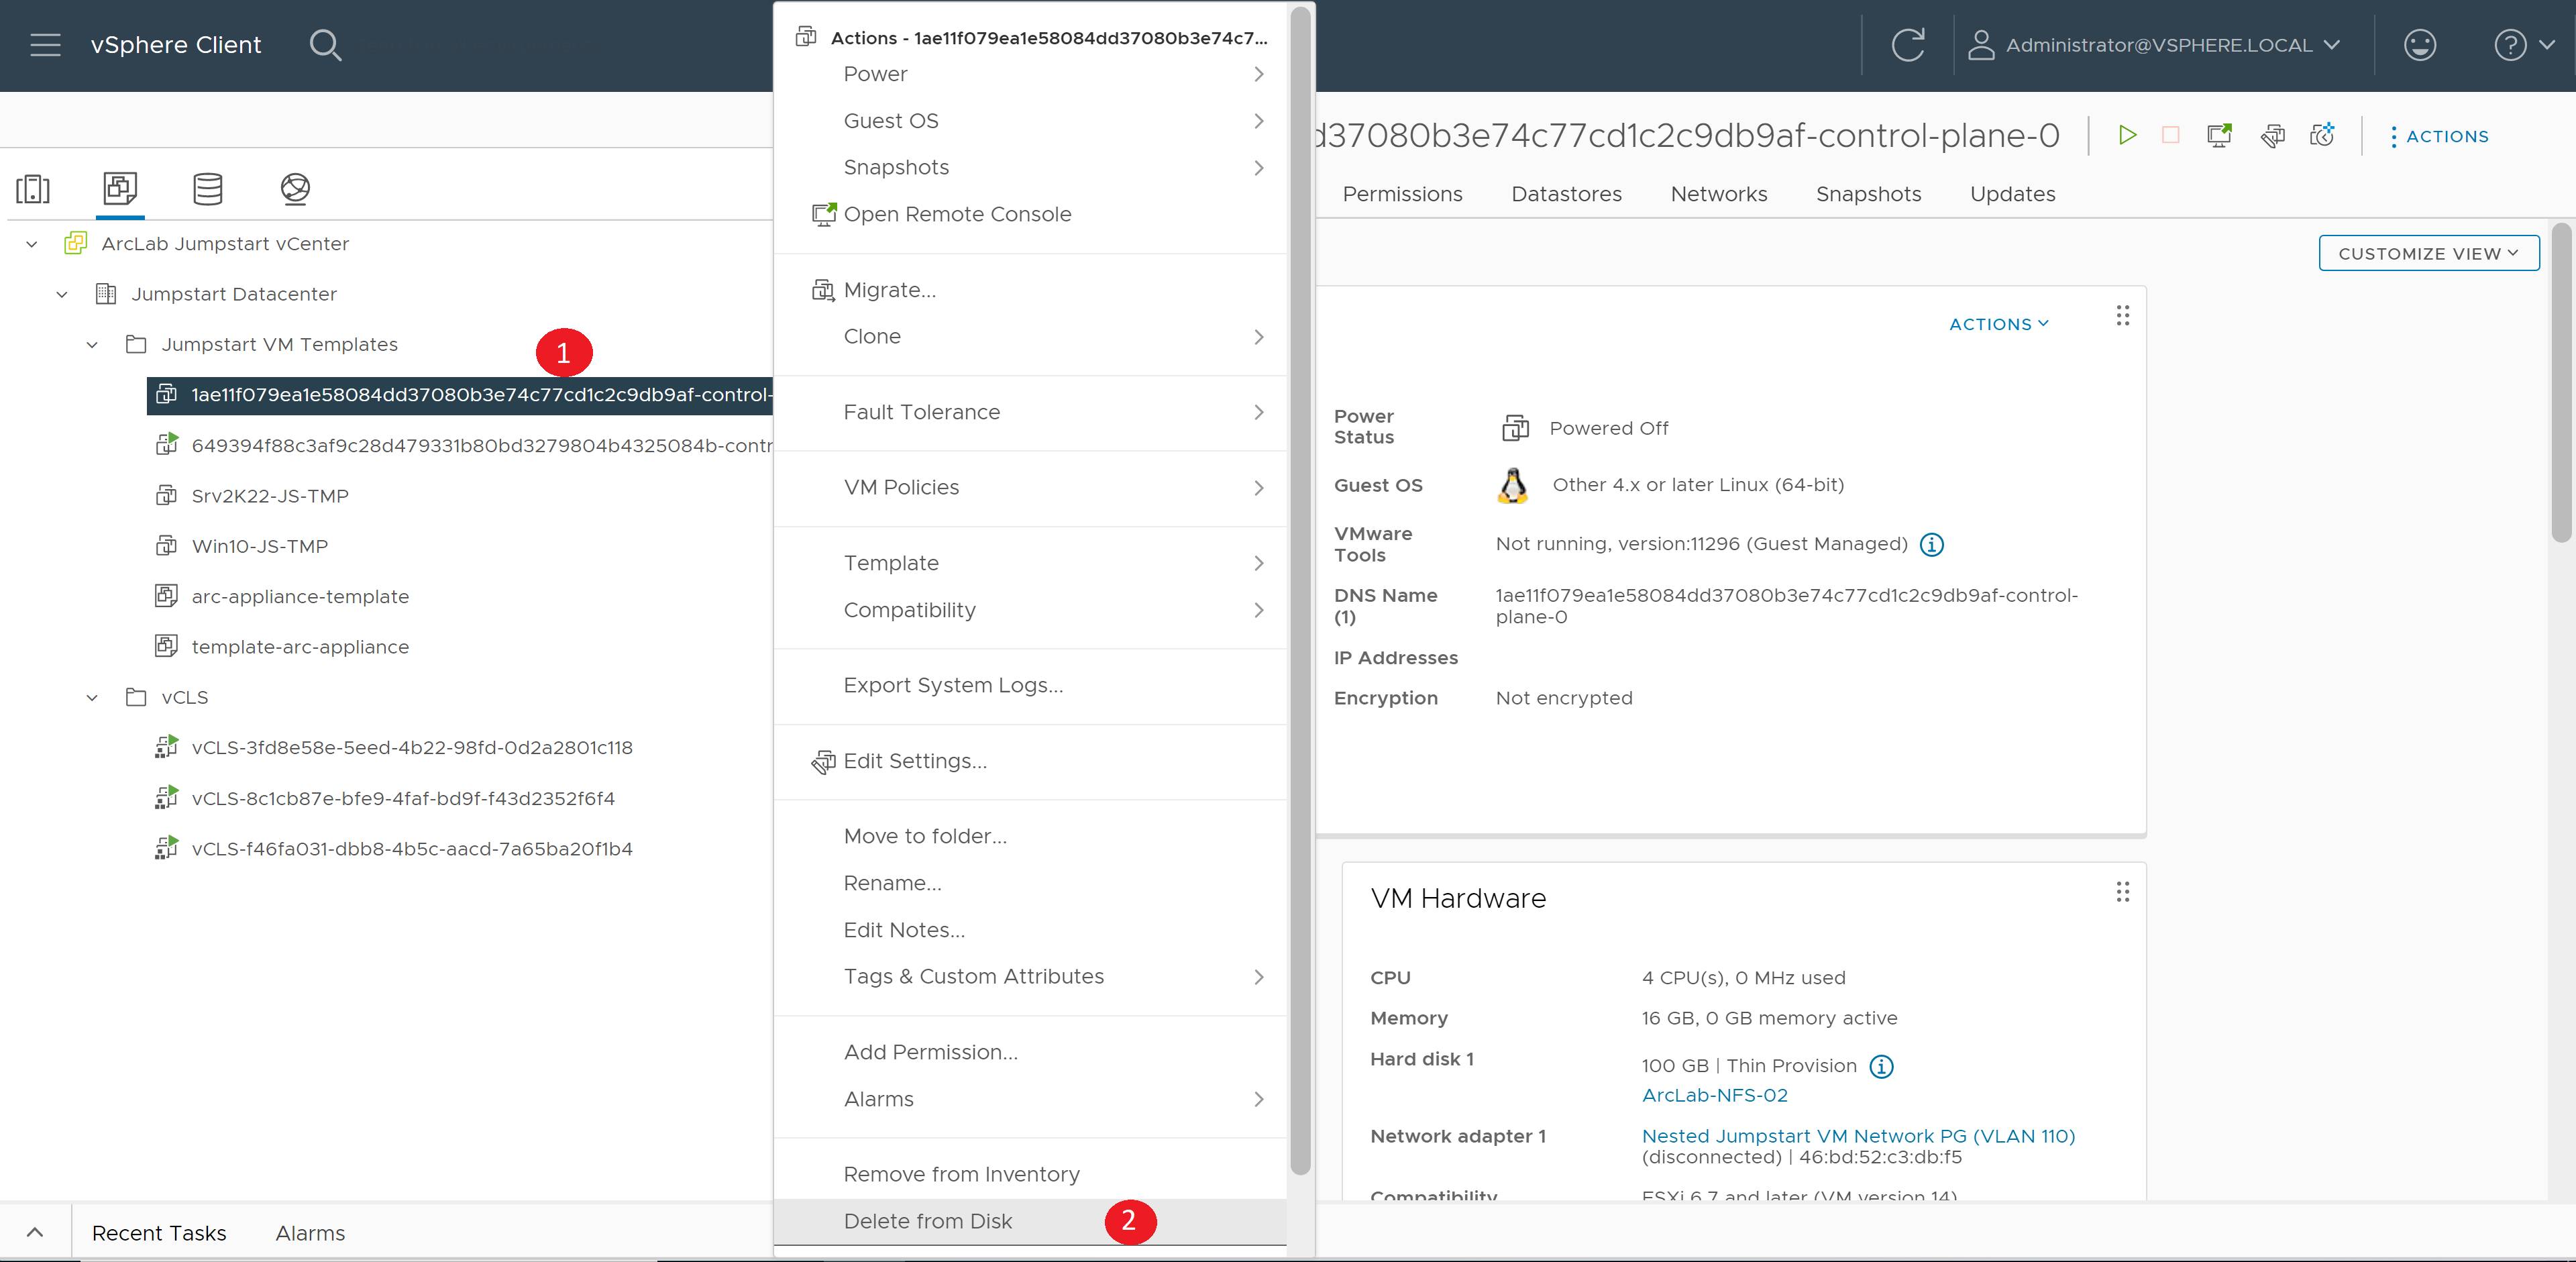 vSphere Client
Administrator@VSPHERE.LOCAL
?
ArcLab Jumpstart vCenter
Jumpstart Datacenter
Jumpstart VM Templates
1
1ae11f079ea1e58084dd37080b3e74c77cd1c2c9db9af-control-
649394f88c3af9c28d479331b80bd3279804b4325084b-contr
Srv2K22-JS-TMP
Win10-JS-TMP
arc-appliance-template
template-arc-appliance
vCLS
vCLS-3fd8e58e-5eed-4b22-98fd-0d2a2801c118
vCLS-8c1cb87e-bfe9-4faf-bd9f-f43d2352f6f4
vCLS-f46fa031-dbb8-4b5c-aacd-7a65ba20f1b4
Recent Tasks
Alarms
Actions - 1ae11f079ea1e58084dd37080b3e74c7...
Power
Guest OS
Snapshots
Open Remote Console
Migrate...
Clone
Fault Tolerance
VM Policies
Template
Compatibility
Export System Logs...
Edit Settings...
Move to folder...
Rename...
Edit Notes...
Tags & Custom Attributes
Add Permission...
Alarms
Remove from Inventory
Delete from Disk
2
d37080b3e74c77cd1c2c9db9af-control-plane-0
ACTIONS
Permissions
Datastores
Networks
Snapshots
Updates
CUSTOMIZE VIEW
ACTIONS
Power Status
Powered Off
Guest OS
Other 4.x or later Linux (64-bit)
VMware Tools
Not running, version:11296 (Guest Managed)
DNS Name (1)
1ae11f079ea1e58084dd37080b3e74c77cd1c2c9db9af-control-
plane-0
IP Addresses
Encryption
Not encrypted
VM Hardware
CPU
4 CPU(s), 0 MHz used
Memory
16 GB, 0 GB memory active
Hard disk 1
100 GB | Thin Provision
ArcLab-NFS-02
Network adapter 1
Nested Jumpstart VM Network PG (VLAN 110)
(disconnected) | 46:bd:52:c3:db:f5
Compatibility
ESXi 6.7 and later (VM version 14)